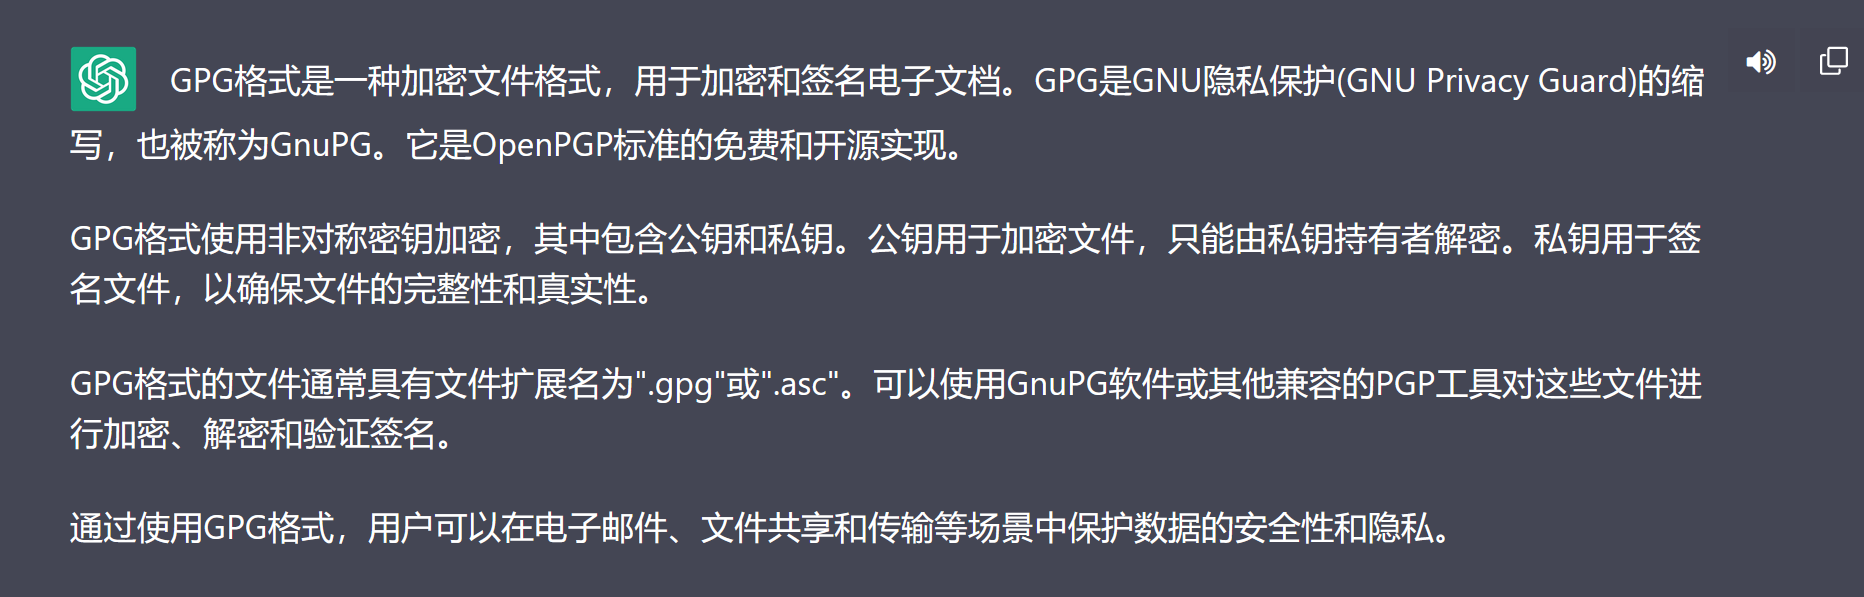 GPG格式是一种加密文件格式，用于加密和签名电子文档。GPG是GNU隐私保护(GNU Privacy Guard)的缩
写，也被称为GnuPG。它是OpenPGP标准的免费和开源实现。
GPG格式使用非对称密钥加密，其中包含公钥和私钥。公钥用于加密文件，只能由私钥持有者解密。私钥用于签
名文件，以确保文件的完整性和真实性。
GPG格式的文件通常具有文件扩展名为".gpg"或".asc"。可以使用GnuPG软件或其他兼容的PGP工具对这些文件进
行加密、解密和验证签名。
通过使用GPG格式，用户可以在电子邮件、文件共享和传输等场景中保护数据的安全性和隐私。